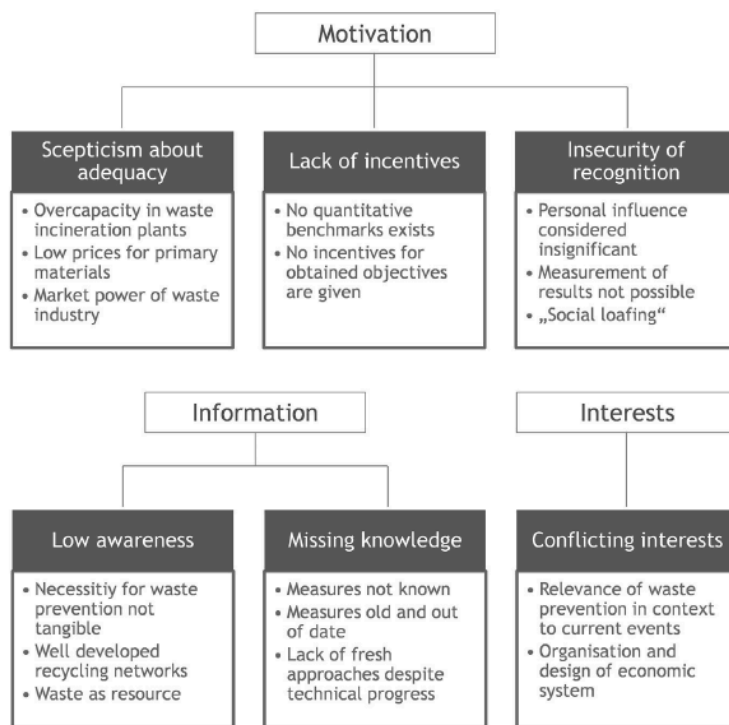 Motivation
Scepticism about
adequacy
• Overcapacity in waste
incineration plants
• Low prices for primary
materials
• Market power of waste
industry
Lack of incentives
• No quantitative
benchmarks exists
• No incentives for
obtained objectives
are given
Insecurity of
recognition
• Personal influence
considered
insignificant
• Measurement of
results not possible
• „Social loafing“
Information
Low awareness
• Necessitiy for waste
prevention not
tangible
• Well developed
recycling networks
• Waste as resource
Missing knowledge
• Measures not known
• Measures old and out
of date
• Lack of fresh
approaches despite
technical progress
Interests
Conflicting interests
• Relevance of waste
prevention in context
to current events
• Organisation and
design of economic
system